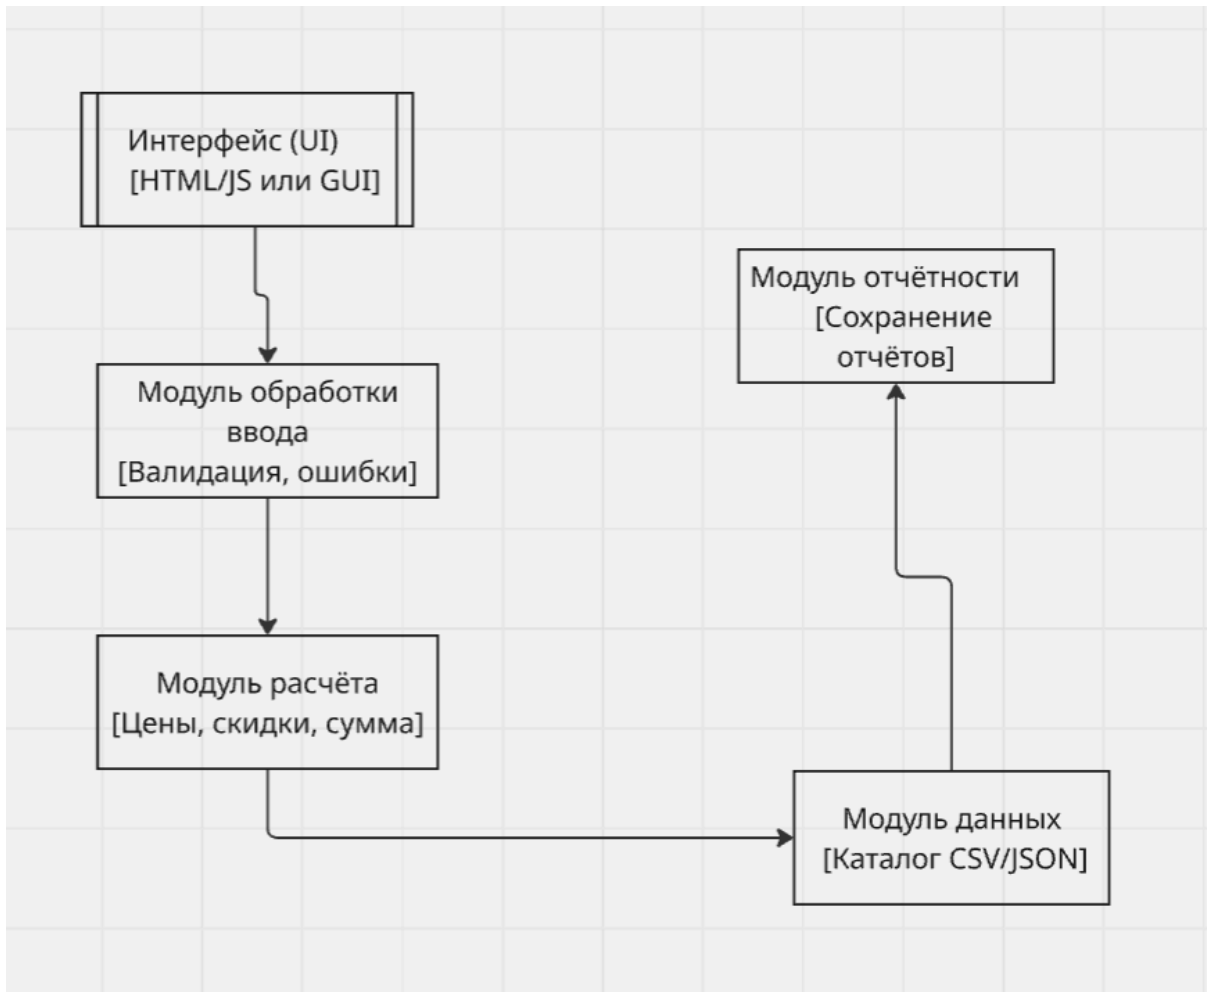 Интерфейс (UI)
[HTML/JS или GUI]
Модуль обработки
ввода
[Валидация, ошибки]
Модуль расчёта
[Цены, скидки, сумма]
Модуль данных
[Каталог CSV/JSON]
Модуль отчётности
[Сохранение
отчётов]